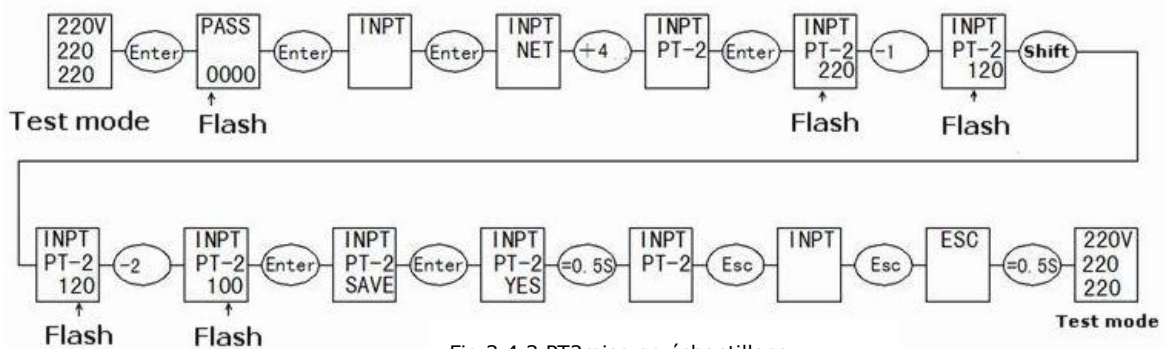 220V
220
220
Enter
PASS
0000
Enter
INPT
Enter
INPT
NET
+4
INPT
PT-2
Enter
INPT
PT-2
220
-1
INPT
PT-2
120
Shift
Test mode
Flash
Flash
Flash
INPT
PT-2
120
-2
INPT
PT-2
100
Enter
INPT
PT-2
SAVE
Enter
INPT
PT-2
YES
=0.5S
INPT
PT-2
Esc
INPT
Esc
ESC
=0.5S
220V
220
220
Flash
Flash
Test mode